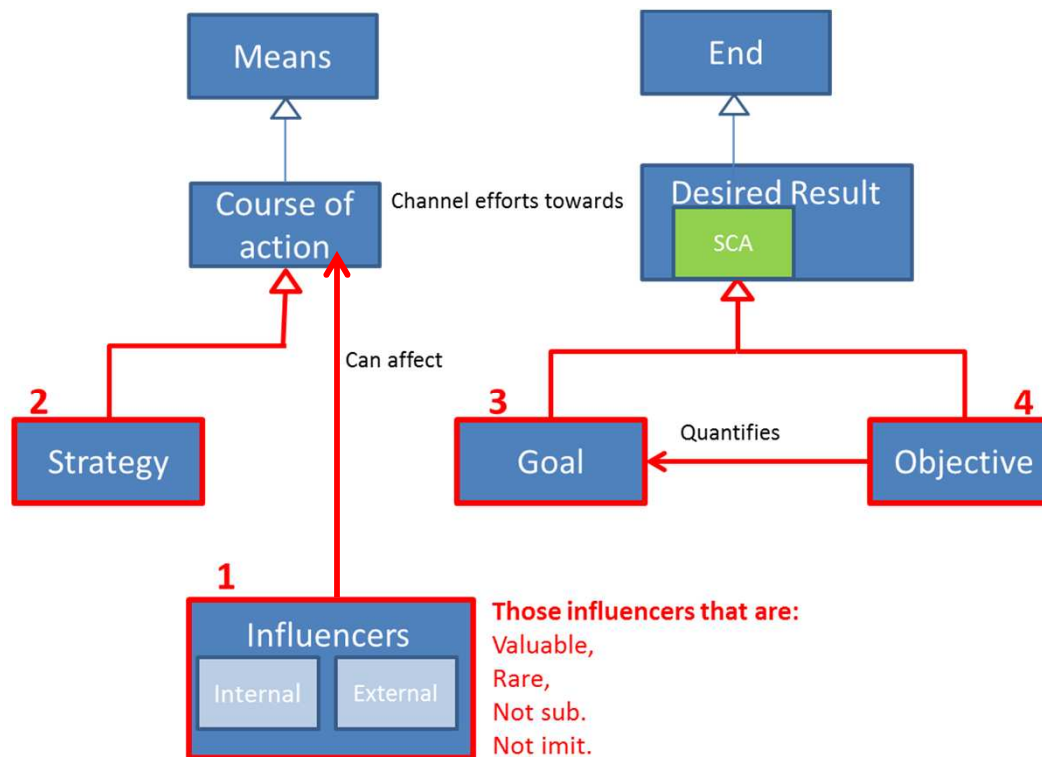 Means
End
Course of
action
Channel efforts towards
Desired Result
SCA
Can affect
2
Strategy
3
Goal
Quantifies
4
Objective
1
Influencers
Internal
External
Those influencers that are:
Valuable,
Rare,
Not sub.
Not imit.